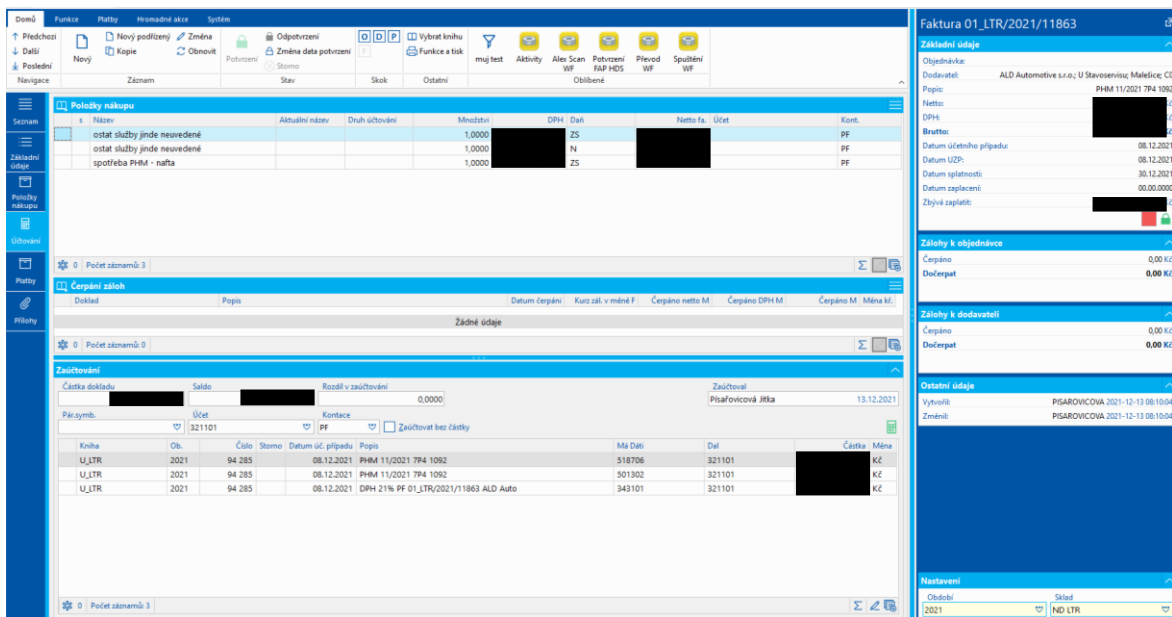 Domů Funkce Platby Hromadné akce Systém
Předchozí
Další
Poslední
Navigace
Nový
Nový podřízený
Kopie
Změna
Obnovit
Záznam
Potvrzení
Odpotvrzení
Změna data potvrzení
Storno
Stav
O D P
Skok
Vybrat knihu
Funkce a tisk
Ostatní
muj test
Aktivity
Alex Scan WF
Potvrzení FAP HDS
Převod WF
Spuštění WF
Oblíbené
Seznam
Základní údaje
Položky nákupu
Účtování
Platby
Přílohy
Položky nákupu
s Název Aktuální název Druh účtování Množství DPH Daň Netto fa. Účet Kont.
ostat služby jinde neuvedené 1,0000 ZS PF
ostat služby jinde neuvedené 1,0000 N PF
spotřeba PHM - nafta 1,0000 ZS PF
0 Počet záznamů: 3
Čerpání záloh
Doklad Popis Datum čerpání Kurz zál. v měně F Čerpáno netto M Čerpáno DPH M Čerpáno M Měna kř.
Žádné údaje
0 Počet záznamů: 0
Zaúčtování
Částka dokladu Saldo Rozdíl v zaúčtování Zaúčtoval
0,0000 Písařovicová Jitka 13.12.2021
Pár.symb. Účet Kontace
321101 PF Zaúčtovat bez částky
Kniha Ob. Číslo Storno Datum úč. případu Popis Má Dáti Dal Částka Měna
U_LTR 2021 94 285 08.12.2021 PHM 11/2021 7P4 1092 518706 321101 Kč
U_LTR 2021 94 285 08.12.2021 PHM 11/2021 7P4 1092 501302 321101 Kč
U_LTR 2021 94 285 08.12.2021 DPH 21% PF 01_LTR/2021/11863 ALD Auto 343101 321101 Kč
0 Počet záznamů: 3
Faktura 01_LTR/2021/11863
Základní údaje
Objednávka:
Dodavatel: ALD Automotive s.r.o.; U Stavoservisu; Malešice;
Popis: PHM 11/2021 7P4 1092
Netto:
DPH:
Brutto:
Datum účetního případu: 08.12.2021
Datum UZP: 08.12.2021
Datum splatnosti: 30.12.2021
Datum zaplacení: 00.00.0000
Zbývá zaplatit:
Zálohy k objednávce
Čerpáno 0,00 Kč
Dočerpat 0,00 Kč
Zálohy k dodavateli
Čerpáno 0,00 Kč
Dočerpat 0,00 Kč
Ostatní údaje
Vytvořil: PISAROVICOVA 2021-12-13 08:10:04
Změnil: PISAROVICOVA 2021-12-13 08:10:04
Nastavení
Období Sklad
2021 ND LTR